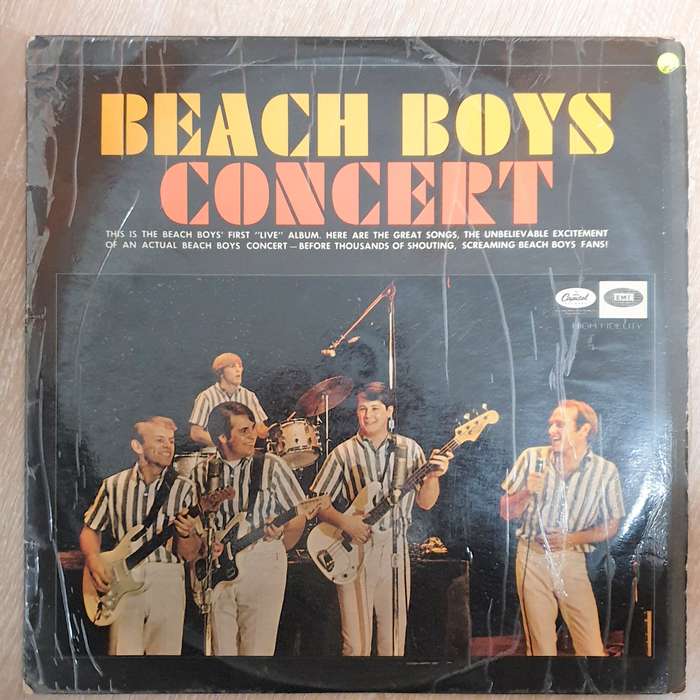 BEACH BOYS
CONCERT
THIS IS THE BEACH BOYS' FIRST "LIVE" ALBUM. HERE ARE THE GREAT SONGS, THE UNBELIEVABLE EXCITEMENT
OF AN ACTUAL BEACH BOYS CONCERT—BEFORE THOUSANDS OF SHOUTING, SCREAMING BEACH BOYS FANS!
Capitol
EMI
HIGH FIDELITY